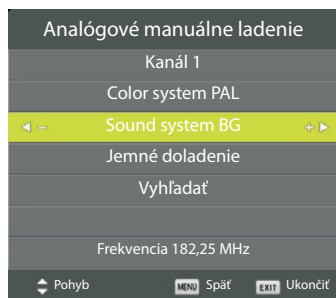 Analógové manuálne ladenie
Kanál 1
Color system PAL
Sound system BG
Jemné doladenie
Vyhľadať
Frekvencia 182,25 MHz
Pohyb MENU Späť EXIT Ukončiť